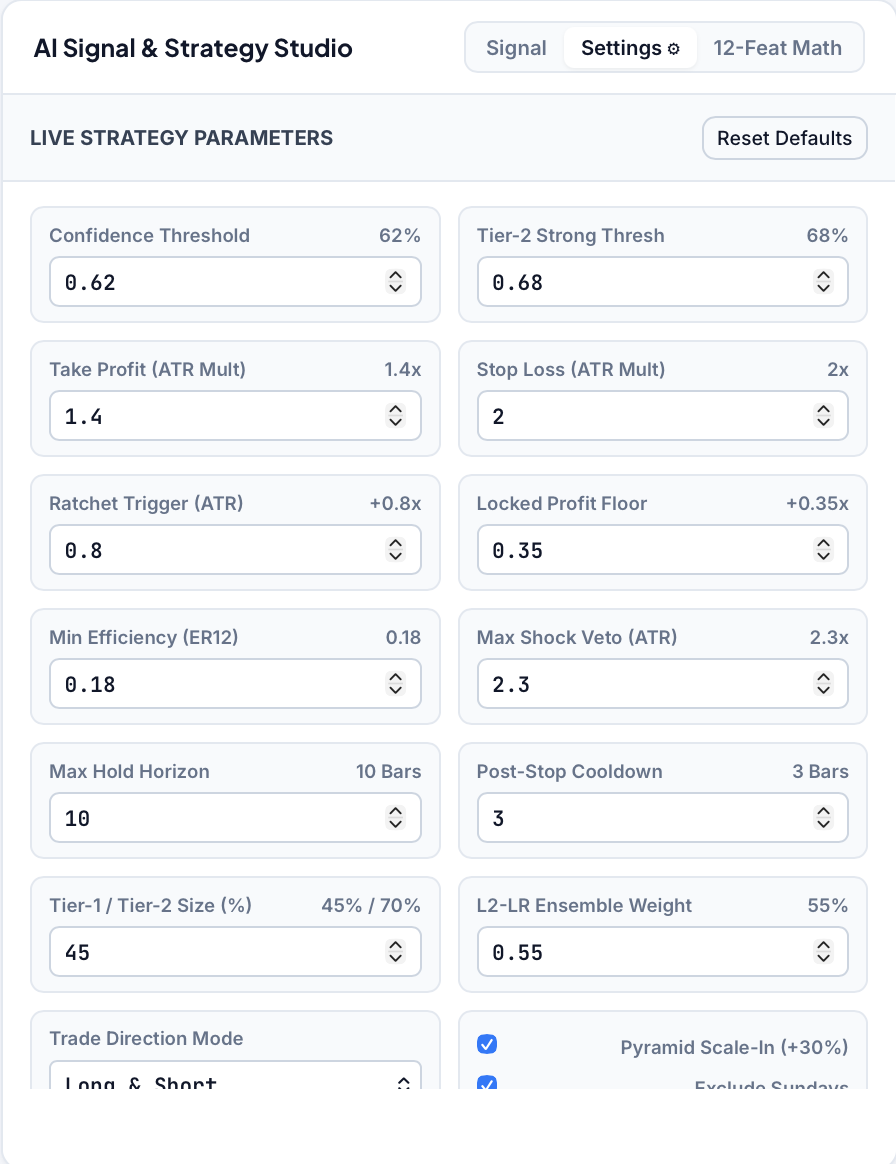 AI Signal & Strategy Studio
Signal
Settings ⚙
12-Feat Math
LIVE STRATEGY PARAMETERS
Reset Defaults
Confidence Threshold 62%
0.62
Tier-2 Strong Thresh 68%
0.68
Take Profit (ATR Mult) 1.4x
1.4
Stop Loss (ATR Mult) 2x
2
Ratchet Trigger (ATR) +0.8x
0.8
Locked Profit Floor +0.35x
0.35
Min Efficiency (ER12) 0.18
0.18
Max Shock Veto (ATR) 2.3x
2.3
Max Hold Horizon 10 Bars
10
Post-Stop Cooldown 3 Bars
3
Tier-1 / Tier-2 Size (%) 45% / 70%
45
L2-LR Ensemble Weight 55%
0.55
Trade Direction Mode
Long & Short
Pyramid Scale-In (+30%)
Exclude Sundays